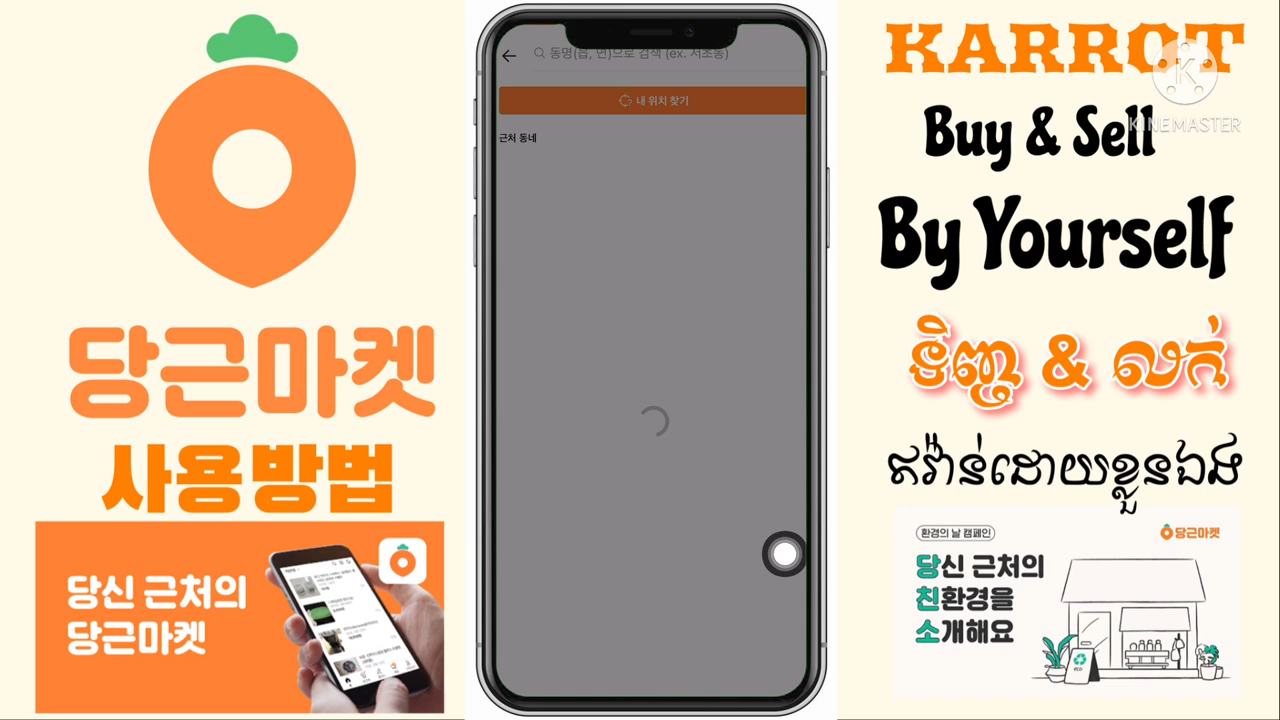 당근마켓
사용방법
당신 근처의
당근마켓
동명(읍, 면)으로 검색 (ex. 서초동)
내 위치 찾기
근처 동네
KARROT
K
KINEMASTER
Buy & Sell
By Yourself
ទិញ & លក់
ឥវ៉ាន់ដោយខ្លួនឯង
환경의 날 캠페인
당근마켓
당신 근처의
친환경을
소개해요
eco